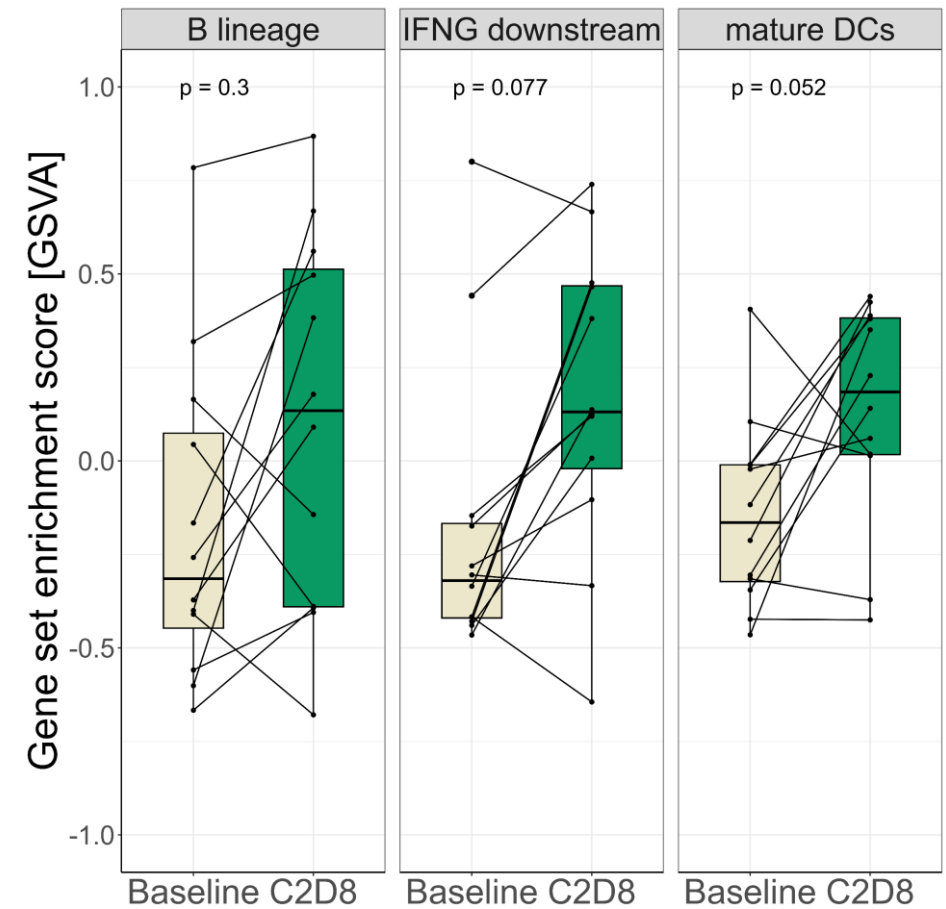 B lineage
IFNG downstream
mature DCs
p = 0.3
p = 0.077
p = 0.052
Gene set enrichment score [GSVA]
1.0
0.5
0.0
-0.5
-1.0
Baseline C2D8
Baseline C2D8
Baseline C2D8